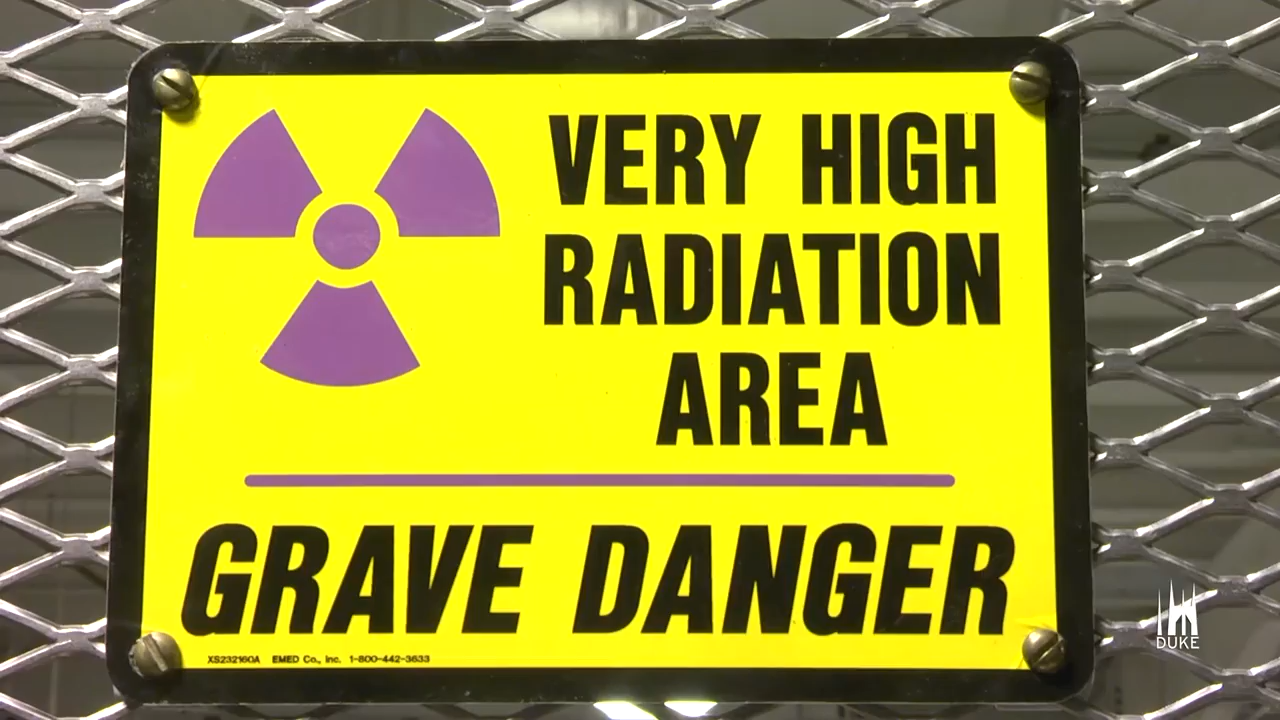 VERY HIGH
RADIATION
AREA
GRAVE DANGER
XS232160A EMED Co., Inc. 1-800-442-3633
DUKE